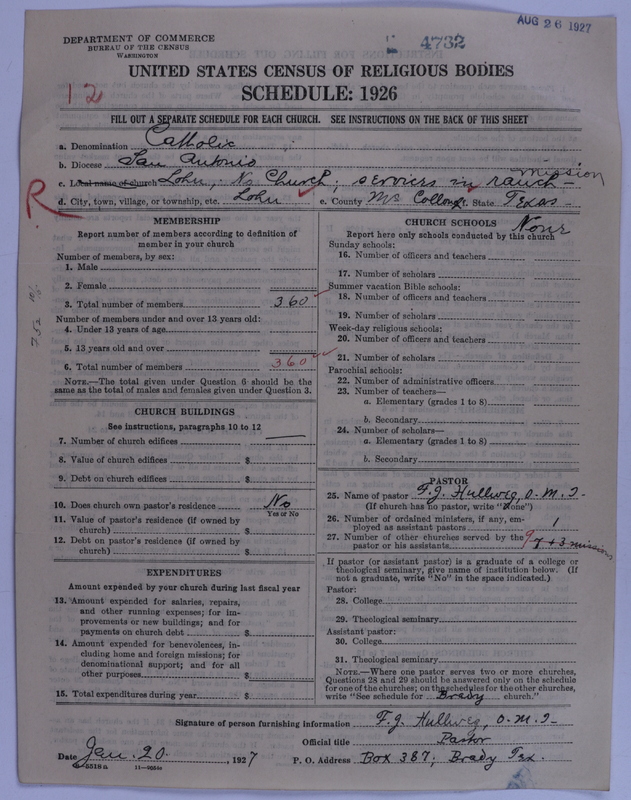 AUG 26 1927
DEPARTMENT OF COMMERCE
BUREAU OF THE CENSUS
WASHINGTON
4732
UNITED STATES CENSUS OF RELIGIOUS BODIES
12
SCHEDULE: 1926
FILL OUT A SEPARATE SCHEDULE FOR EACH CHURCH. SEE INSTRUCTIONS ON THE BACK OF THIS SHEET
a. Denomination Catholic
b. Diocese San Antonio
c. Local name of church Lohn; No Church; services in ranch - mission
R
d. City, town, village, or township, etc. Lohn e. County Mc Collougt. State Texas
MEMBERSHIP
Report number of members according to definition of member in your church
Number of members, by sex:
1. Male
2. Female
3. Total number of members 360
Number of members under and over 13 years old:
4. Under 13 years of age
5. 13 years old and over
6. Total number of members 360
NOTE.—The total given under Question 6 should be the same as the total of males and females given under Question 3.
CHURCH BUILDINGS
See instructions, paragraphs 10 to 12
7. Number of church edifices
8. Value of church edifices $
9. Debt on church edifices $
10. Does church own pastor's residence No
Yes or No
11. Value of pastor's residence (if owned by church) $
12. Debt on pastor's residence (if owned by church) $
EXPENDITURES
Amount expended by your church during last fiscal year
13. Amount expended for salaries, repairs, and other running expenses; for improvements or new buildings; and for payments on church debt $
14. Amount expended for benevolences, including home and foreign missions; for denominational support; and for all other purposes $
15. Total expenditures during year $
CHURCH SCHOOLS None
Report here only schools conducted by this church
Sunday schools:
16. Number of officers and teachers
17. Number of scholars
Summer vacation Bible schools:
18. Number of officers and teachers
19. Number of scholars
Week-day religious schools:
20. Number of officers and teachers
21. Number of scholars
Parochial schools:
22. Number of administrative officers
23. Number of teachers—
a. Elementary (grades 1 to 8)
b. Secondary
24. Number of scholars—
a. Elementary (grades 1 to 8)
b. Secondary
PASTOR
25. Name of pastor F.J. Hullweg, O.M.I.
(If church has no pastor, write "None")
26. Number of ordained ministers, if any, employed as assistant pastors 1
27. Number of other churches served by the pastor or his assistants 9 7 + 3 missions
If pastor (or assistant pastor) is a graduate of a college or theological seminary, give name of institution below. (If not a graduate, write "No" in the space indicated.)
Pastor:
28. College
29. Theological seminary
Assistant pastor:
30. College
31. Theological seminary
NOTE.—Where one pastor serves two or more churches, Questions 28 and 29 should be answered only on the schedule for one of the churches; on the schedules for the other churches, write "See schedule for Brady church."
Signature of person furnishing information F.J. Hullweg, O.M.I.
Official title Pastor
Date Jan. 20, 1927 P. O. Address Box 387; Brady Tex.